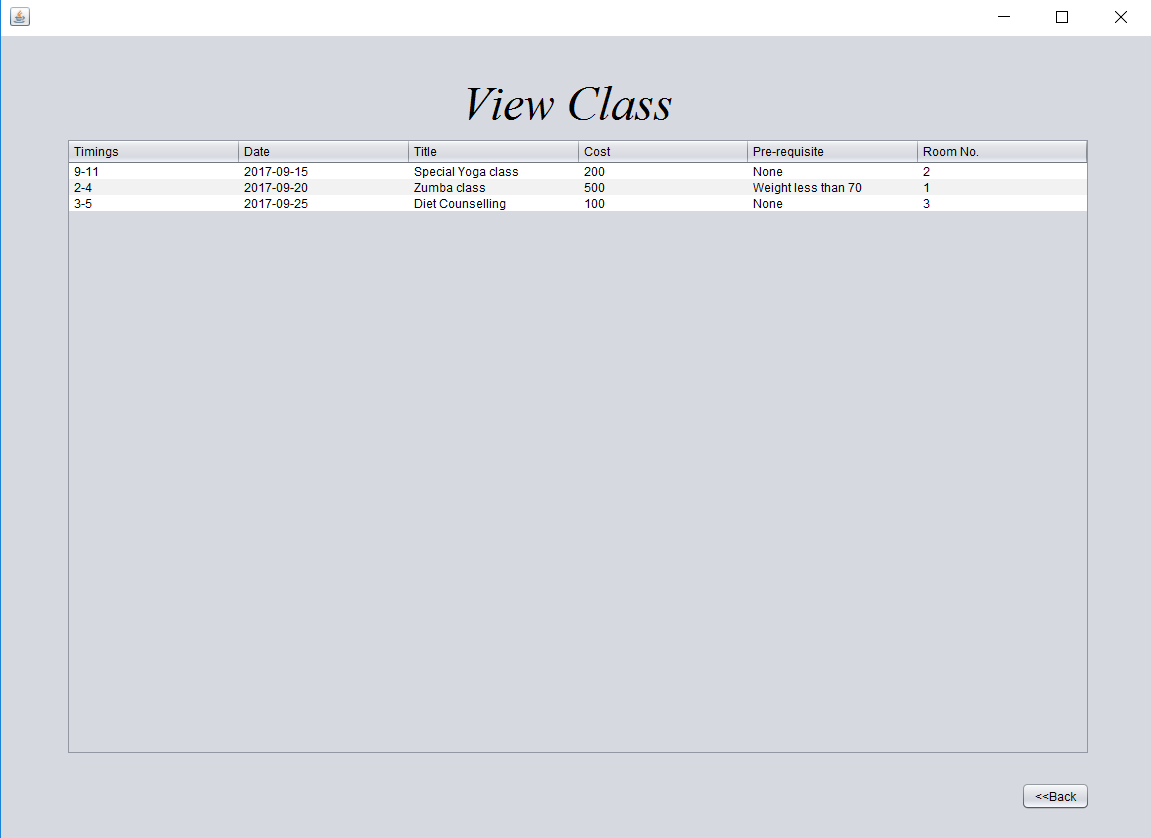 View Class
Timings Date Title Cost Pre-requisite Room No.
9-11 2017-09-15 Special Yoga class 200 None 2
2-4 2017-09-20 Zumba class 500 Weight less than 70 1
3-5 2017-09-25 Diet Counselling 100 None 3
<<Back